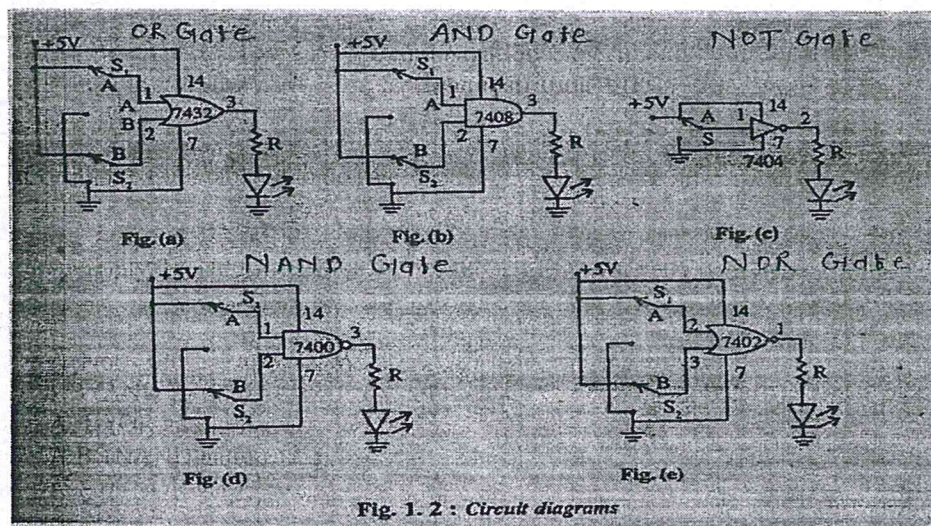 OR Gate
+5V
S₁
A
1
14
A
B
2
7432
3
7
R
B
S₂
Fig. (a)
AND Gate
+5V
S₁
A
1
14
2
7408
3
7
R
B
S₂
Fig. (b)
NOT Gate
+5V
A
S
1
14
2
7
7404
R
Fig. (c)
NAND Gate
+5V
A
1
14
2
7400
3
7
R
B
S₂
Fig. (d)
NOR Gate
+5V
S₁
A
2
14
3
7402
1
7
R
B
S₂
Fig. (e)
Fig. 1. 2 : Circuit diagrams